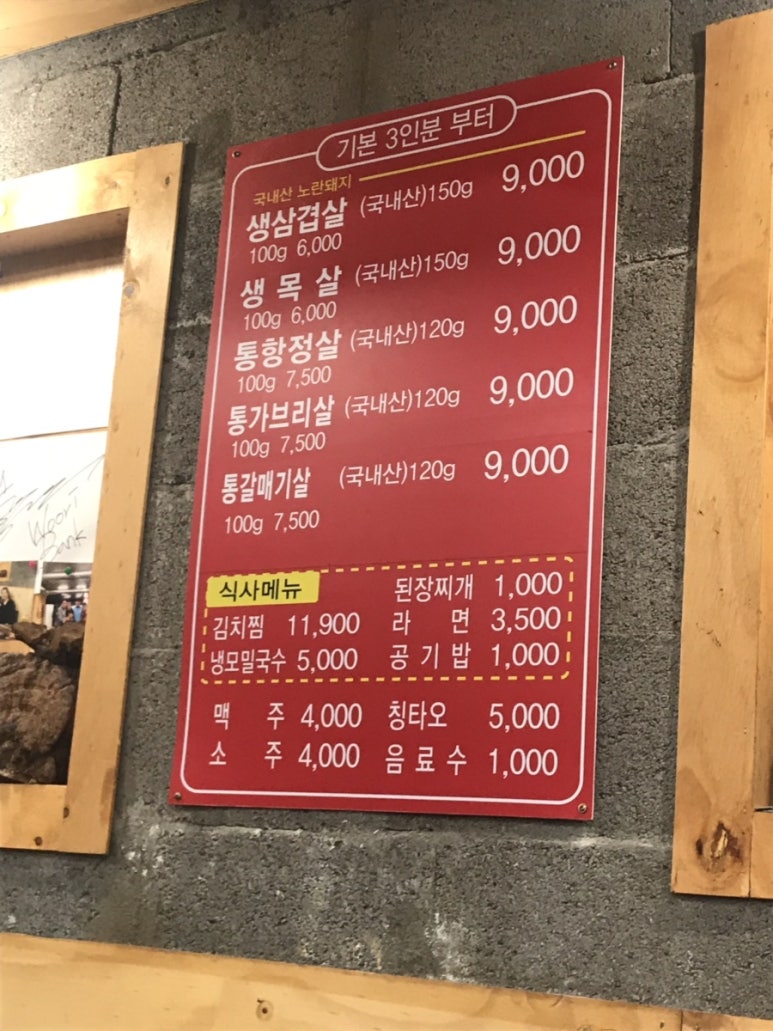 기본 3인분 부터
국내산 노란돼지
생삼겹살 (국내산)150g 9,000
100g 6,000
생 목 살 (국내산)150g 9,000
100g 6,000
통항정살 (국내산)120g 9,000
100g 7,500
통가브리살 (국내산)120g 9,000
100g 7,500
통갈매기살 (국내산)120g 9,000
100g 7,500
식사메뉴 된장찌개 1,000
김치찜 11,900 라 면 3,500
냉모밀국수 5,000 공 기 밥 1,000
맥 주 4,000 칭타오 5,000
소 주 4,000 음 료 수 1,000
Woori
Bank